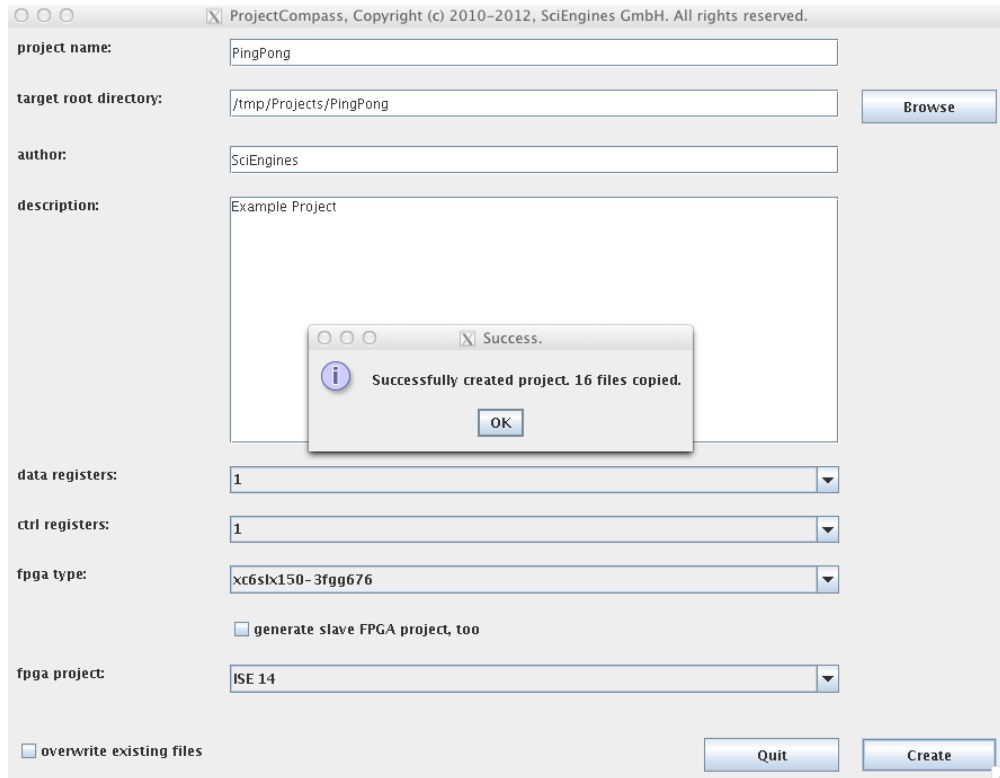 ProjectCompass, Copyright (c) 2010-2012, SciEngines GmbH. All rights reserved.
project name:
PingPong
target root directory:
/tmp/Projects/PingPong
Browse
author:
SciEngines
description:
Example Project
Success.
Successfully created project. 16 files copied.
OK
data registers:
1
ctrl registers:
1
fpga type:
xc6slx150-3fgg676
generate slave FPGA project, too
fpga project:
ISE 14
overwrite existing files
Quit
Create